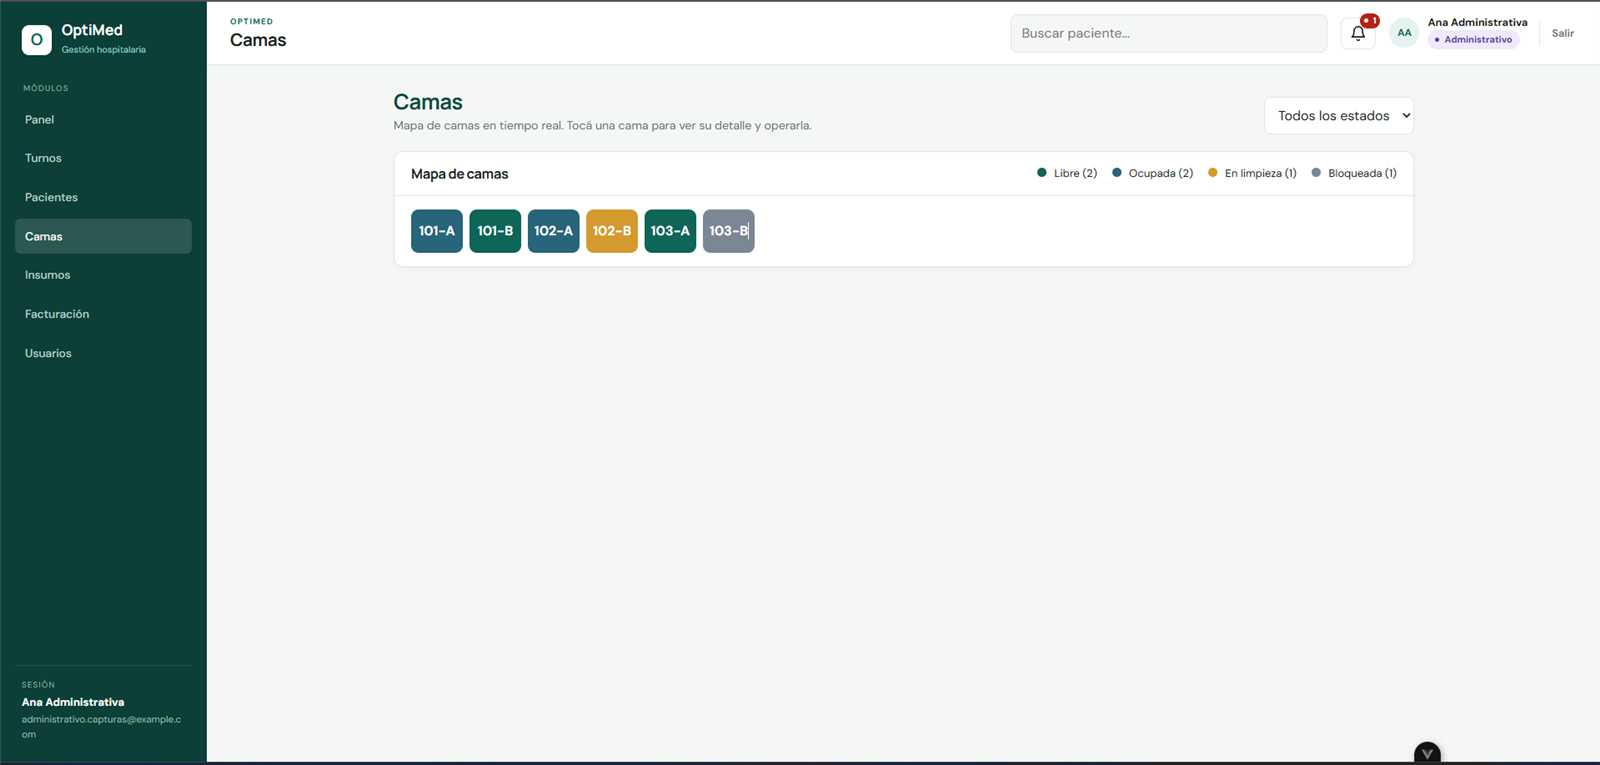 O
OptiMed
Gestión hospitalaria
MÓDULOS
Panel
Turnos
Pacientes
Camas
Insumos
Facturación
Usuarios
SESIÓN
Ana Administrativa
administrativo.capturas@example.c
om
OPTIMED
Camas
Buscar paciente...
1
AA
Ana Administrativa
Administrativo
Salir
Camas
Mapa de camas en tiempo real. Tocá una cama para ver su detalle y operarla.
Todos los estados
Mapa de camas
Libre (2)
Ocupada (2)
En limpieza (1)
Bloqueada (1)
101-A
101-B
102-A
102-B
103-A
103-B